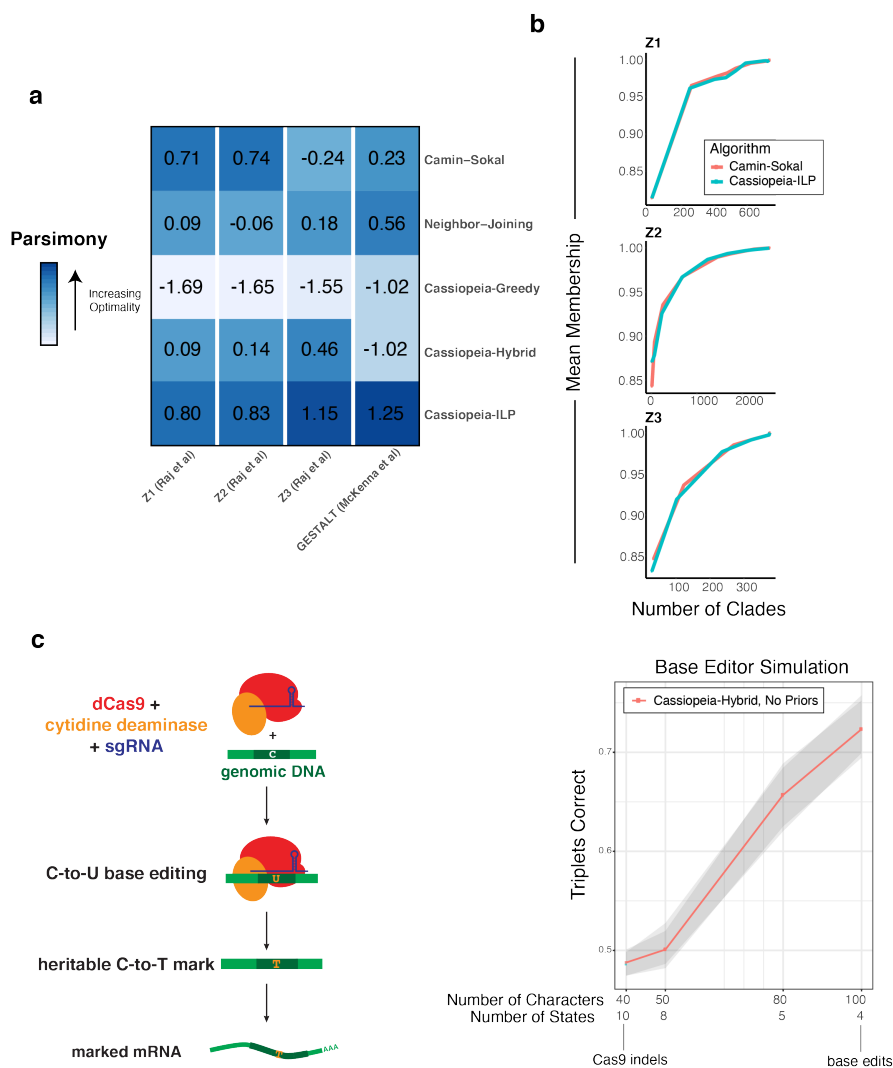 a
Parsimony
Increasing
Optimality
0.71 0.74 -0.24 0.23 Camin–Sokal
0.09 -0.06 0.18 0.56 Neighbor–Joining
-1.69 -1.65 -1.55 -1.02 Cassiopeia-Greedy
0.09 0.14 0.46 -1.02 Cassiopeia-Hybrid
0.80 0.83 1.15 1.25 Cassiopeia-ILP
Z1 (Raj et al)
Z2 (Raj et al)
Z3 (Raj et al)
GESTALT (McKenna et al)
b
Mean Membership
Z1
1.00
0.95
0.90
0.85
0 200 400 600
Algorithm
Camin-Sokal
Cassiopeia-ILP
Z2
1.00
0.95
0.90
0.85
0 1000 2000
Z3
1.00
0.95
0.90
0.85
100 200 300
Number of Clades
c
dCas9 +
cytidine deaminase
+ sgRNA
+
C
genomic DNA
C-to-U base editing
U
heritable C-to-T mark
T
marked mRNA
T
AAA
Base Editor Simulation
Cassiopeia-Hybrid, No Priors
Triplets Correct
0.7
0.6
0.5
Number of Characters 40 50 80 100
Number of States 10 8 5 4
Cas9 indels
base edits